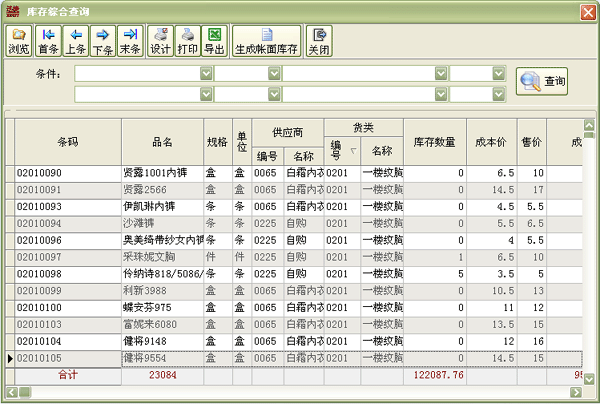 库存综合查询
浏览 首条 上条 下条 末条 设计 打印 导出 生成帐面库存 关闭
条件: 查询
条码 品名 规格 单位 供应商 货类 库存数量 成本价 售价 成
编号 名称 编号 名称
02010090 贤露1001内裤 盒 盒 0065 白霜内衣 0201 一楼纹胸 0 6.5 10
02010091 贤露2566 盒 盒 0065 白霜内衣 0201 一楼纹胸 0 14.5 17
02010093 伊凯琳内裤 条 条 0065 白霜内衣 0201 一楼纹胸 0 4.5 5.5
02010094 沙滩裤 条 条 0225 自购 0201 一楼纹胸 0 5.5 6.5
02010096 奥美绮带纱女内裤 条 条 0225 自购 0201 一楼纹胸 0 4 5.5
02010097 采珠妮文胸 件 件 0225 自购 0201 一楼纹胸 1 6.5 10
02010098 伶纳诗818/5086/ 条 条 0225 自购 0201 一楼纹胸 5 3.5 5
02010099 利新3988 盒 盒 0065 白霜内衣 0201 一楼纹胸 0 10.5 13
02010100 蝶安芬975 盒 盒 0065 白霜内衣 0201 一楼纹胸 0 11 12
02010103 富妮来6080 盒 盒 0065 白霜内衣 0201 一楼纹胸 0 13.5 15
02010104 健将9148 盒 盒 0065 白霜内衣 0201 一楼纹胸 0 12 16
02010105 健将9554 盒 盒 0065 白霜内衣 0201 一楼纹胸 0 14.5 15
合计 23084 122087.76 95